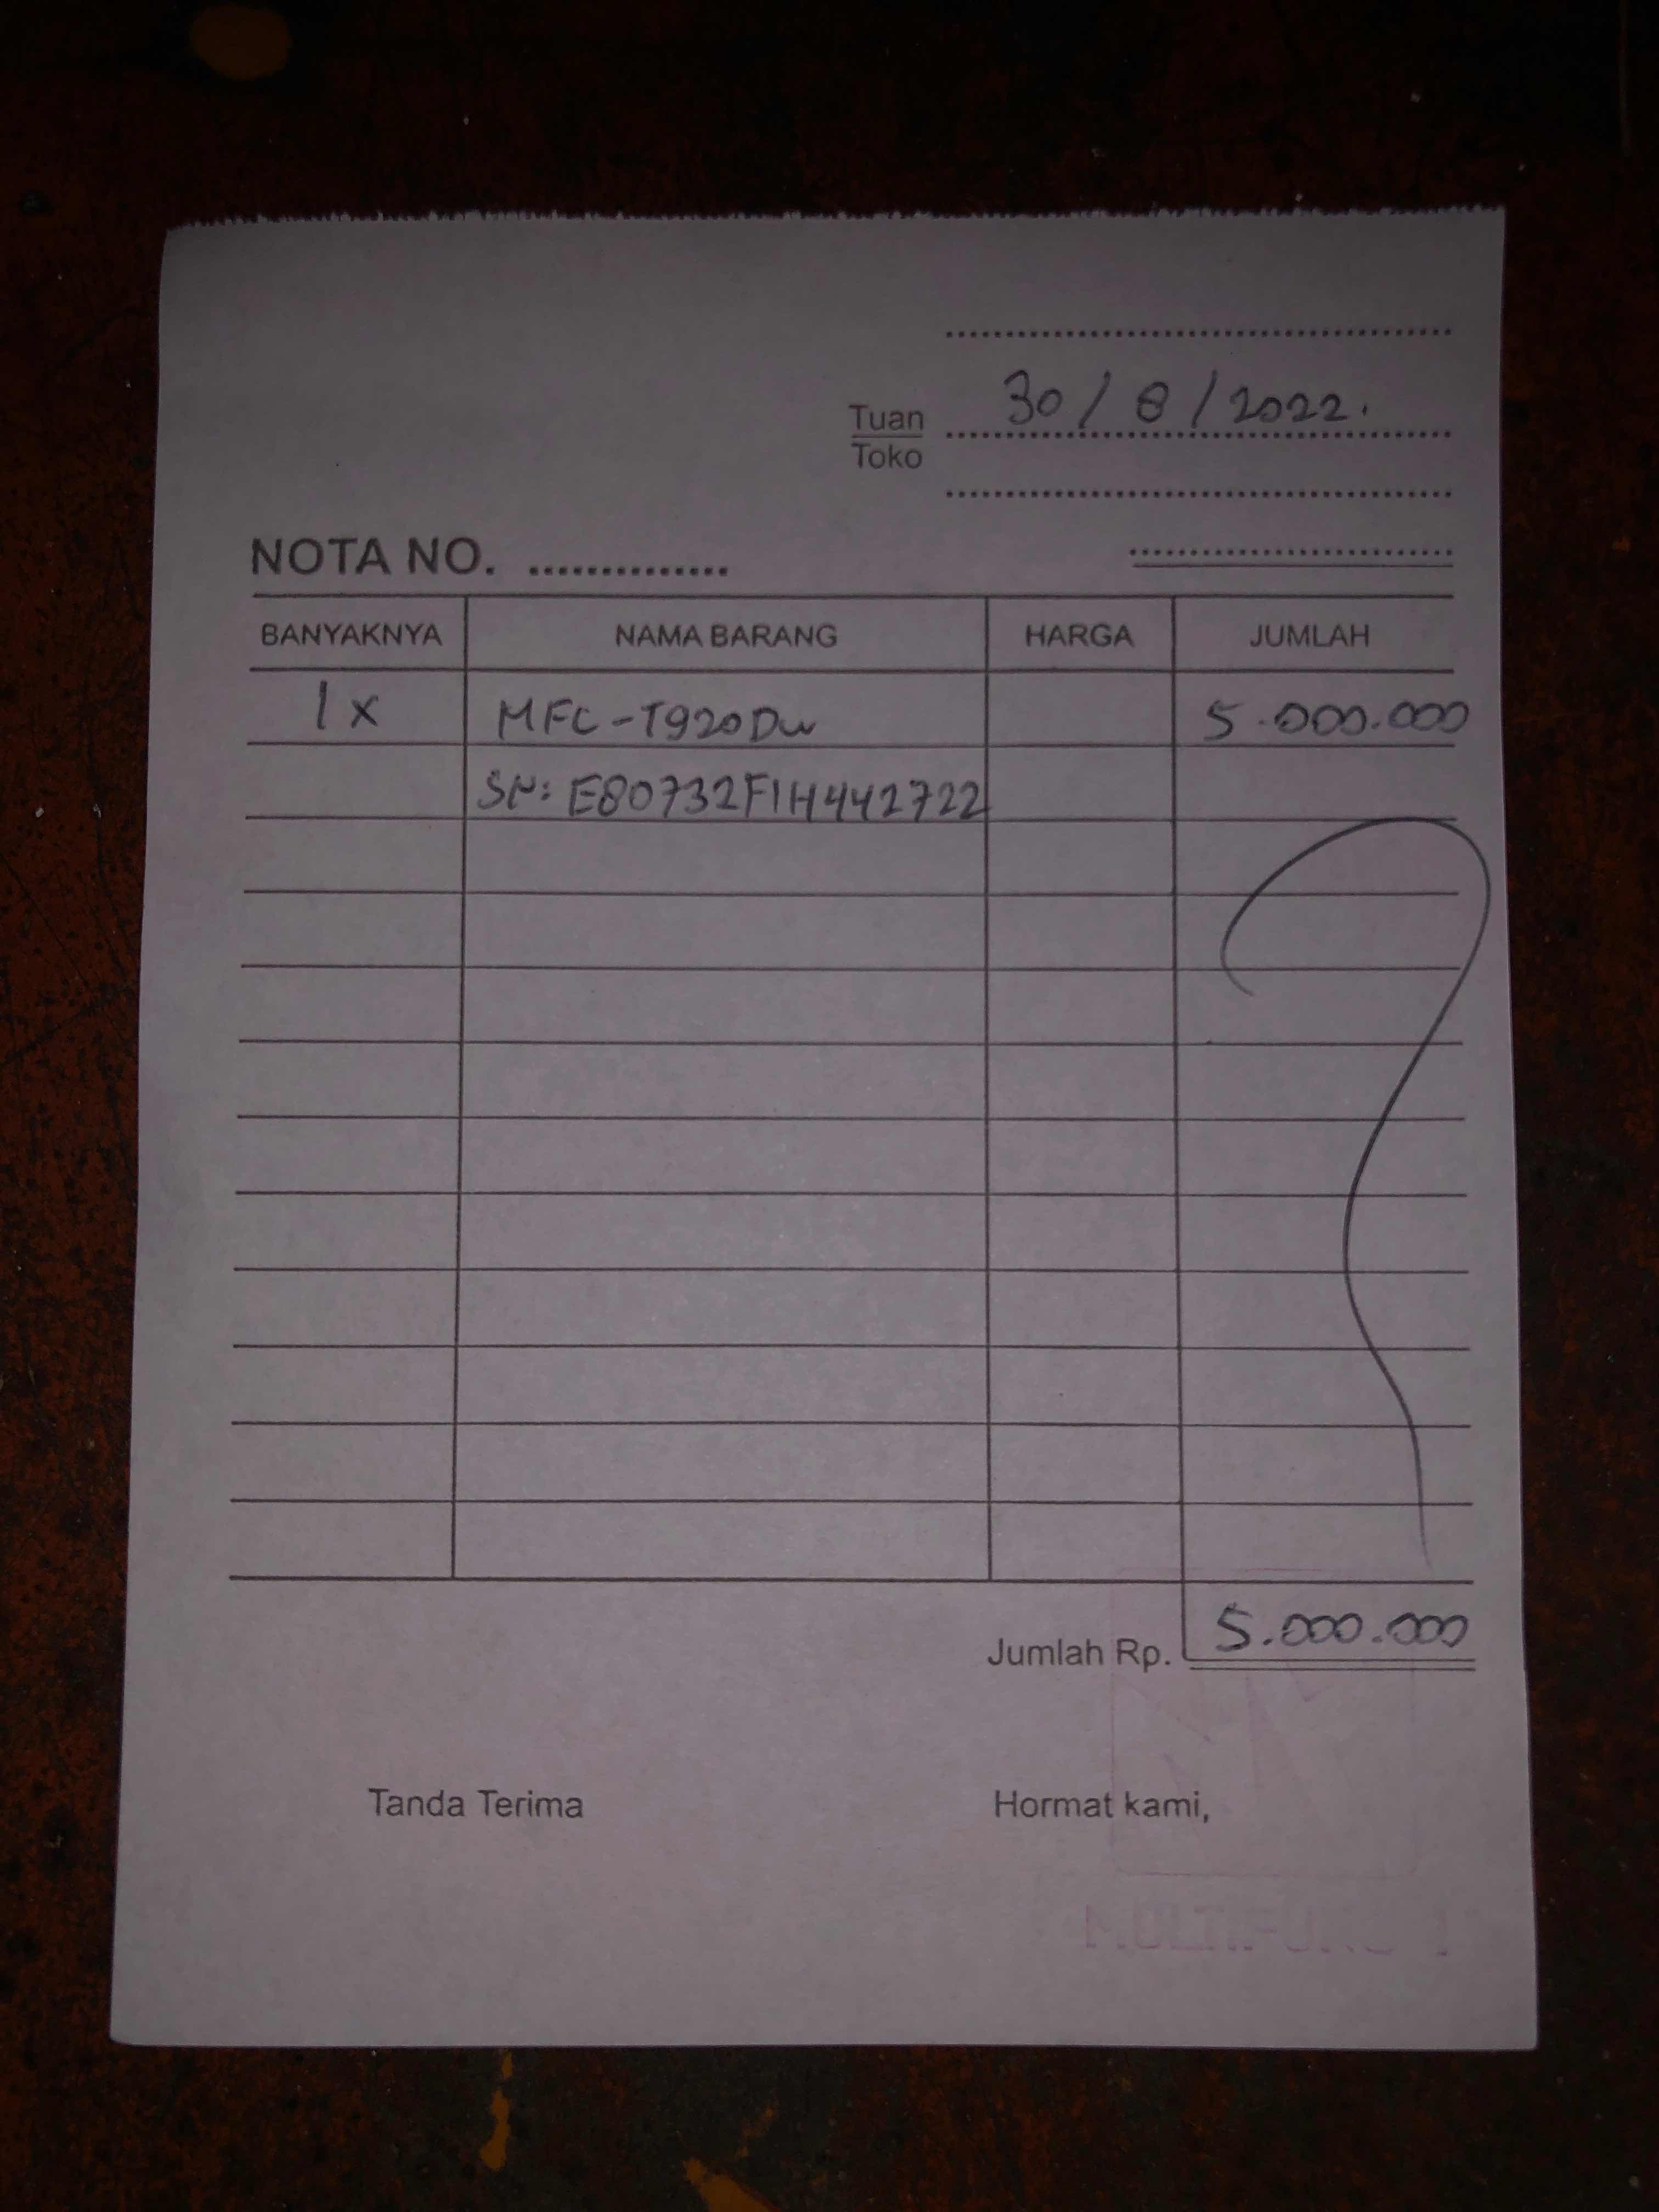 30/8/2022.
Tuan
Toko
NOTA NO. ..............
BANYAKNYA NAMA BARANG HARGA JUMLAH
1x MFC-T920Dw 5.000.000
SN: E80732F1H442722
Jumlah Rp. 5.000.000
Tanda Terima Hormat kami,